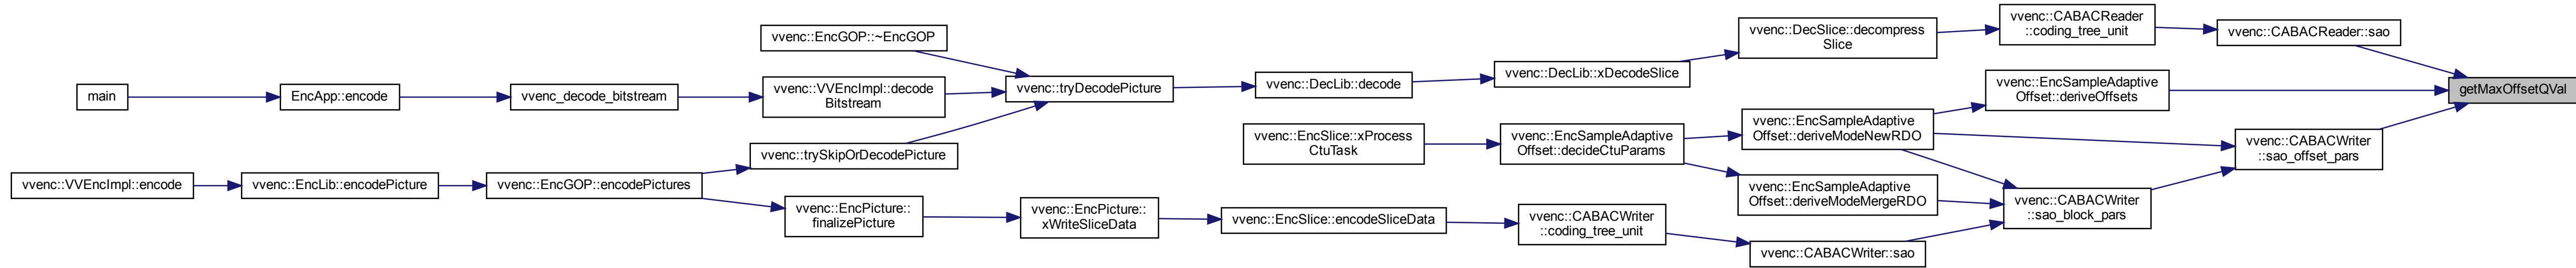 main
EncApp::encode
vvenc_decode_bitstream
vvenc::EncGOP::~EncGOP
vvenc::VVEncImpl::decode
Bitstream
vvenc::trySkipOrDecodePicture
vvenc::tryDecodePicture
vvenc::DecLib::decode
vvenc::DecLib::xDecodeSlice
vvenc::DecSlice::decompress
Slice
vvenc::CABACReader
::coding_tree_unit
vvenc::CABACReader::sao
getMaxOffsetQVal
vvenc::EncSampleAdaptive
Offset::deriveOffsets
vvenc::EncSlice::xProcess
CtuTask
vvenc::EncSampleAdaptive
Offset::decideCtuParams
vvenc::EncSampleAdaptive
Offset::deriveModeNewRDO
vvenc::CABACWriter
::sao_offset_pars
vvenc::EncSampleAdaptive
Offset::deriveModeMergeRDO
vvenc::CABACWriter
::sao_block_pars
vvenc::VVEncImpl::encode
vvenc::EncLib::encodePicture
vvenc::EncGOP::encodePictures
vvenc::EncPicture::
finalizePicture
vvenc::EncPicture::
xWriteSliceData
vvenc::EncSlice::encodeSliceData
vvenc::CABACWriter
::coding_tree_unit
vvenc::CABACWriter::sao